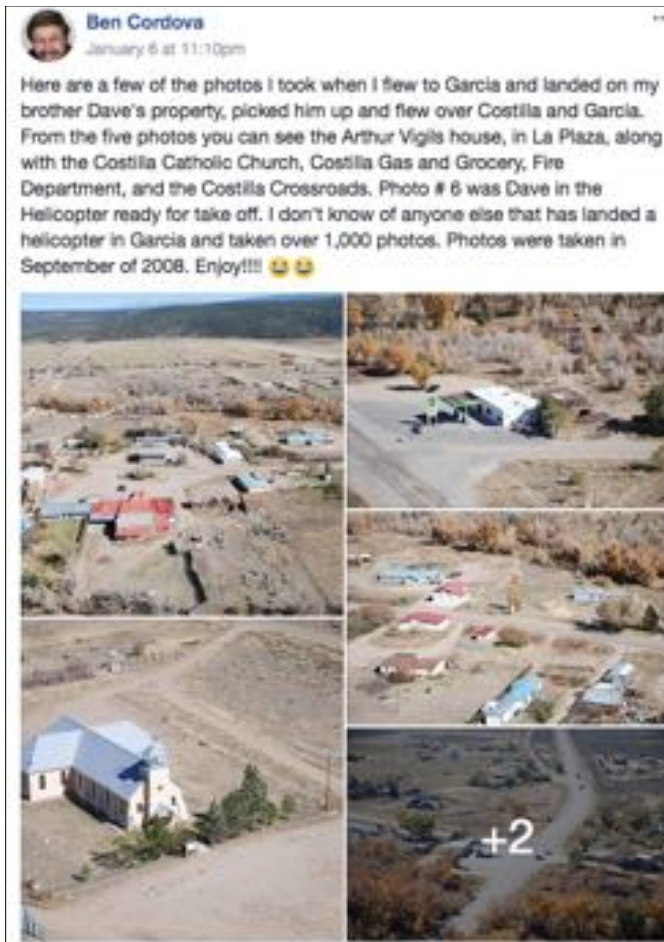 Ben Cordova
January 6 at 11:10pm
Here are a few of the photos I took when I flew to Garcia and landed on my
brother Dave's property, picked him up and flew over Costilla and Garcia.
From the five photos you can see the Arthur Vigils house, in La Plaza, along
with the Costilla Catholic Church, Costilla Gas and Grocery, Fire
Department, and the Costilla Crossroads. Photo # 6 was Dave in the
Helicopter ready for take off. I don't know of anyone else that has landed a
helicopter in Garcia and taken over 1,000 photos. Photos were taken in
September of 2008. Enjoy!!!! 😂 😂
+2